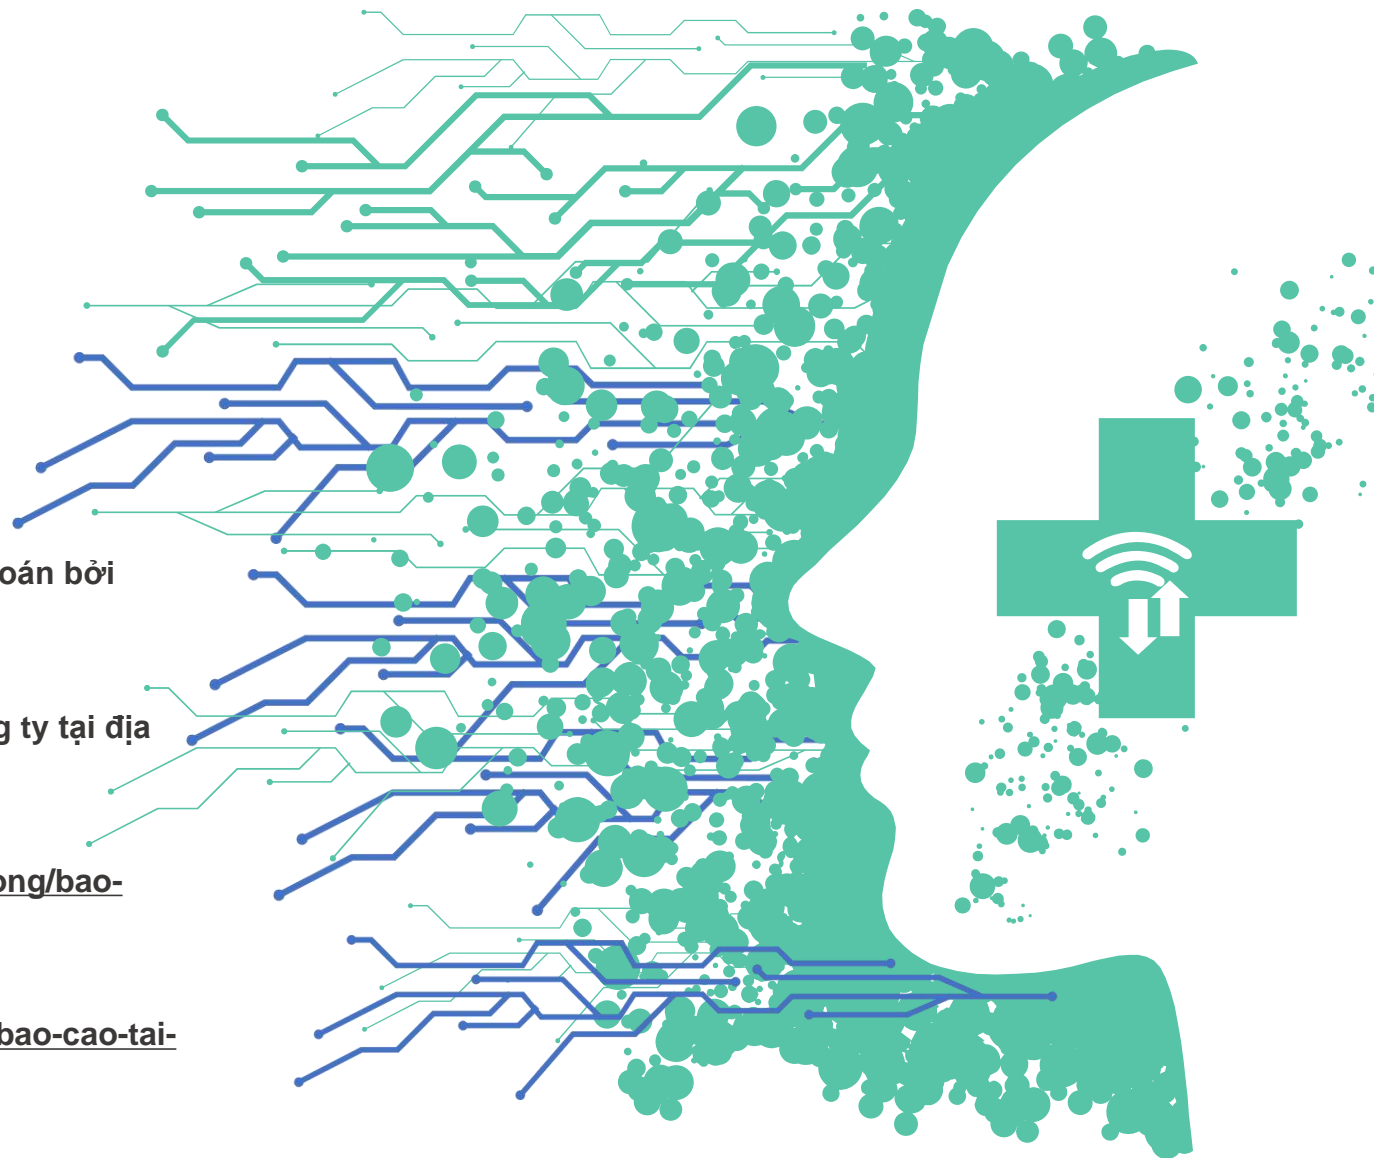 oán bởi
g ty tại địa
ong/bao-
bao-cao-tai-